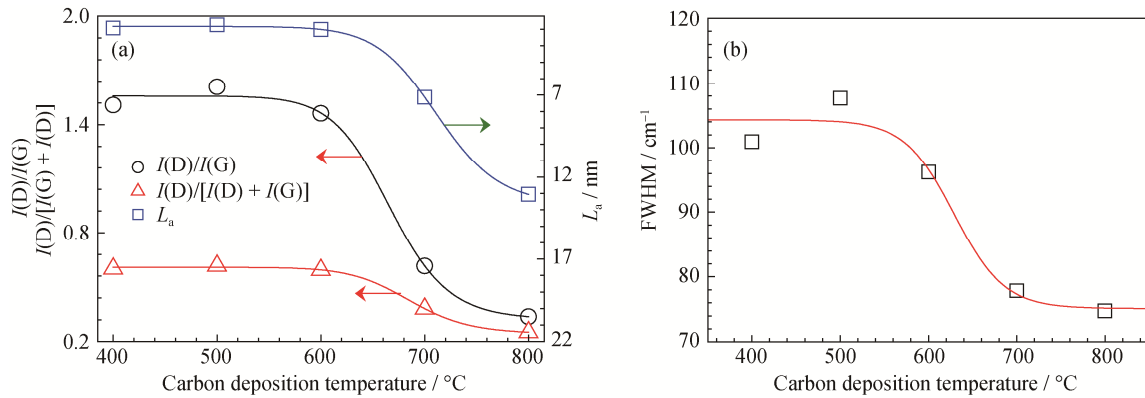 (a)
2.0
1.4
0.8
0.2
I(D)/I(G)
I(D)/[I(G) + I(D)]
I(D)/I(G)
I(D)/[I(D) + I(G)]
Lₐ
7
12
17
22
Lₐ / nm
400 500 600 700 800
Carbon deposition temperature / °C
(b)
120
110
100
90
80
70
FWHM / cm⁻¹
400 500 600 700 800
Carbon deposition temperature / °C